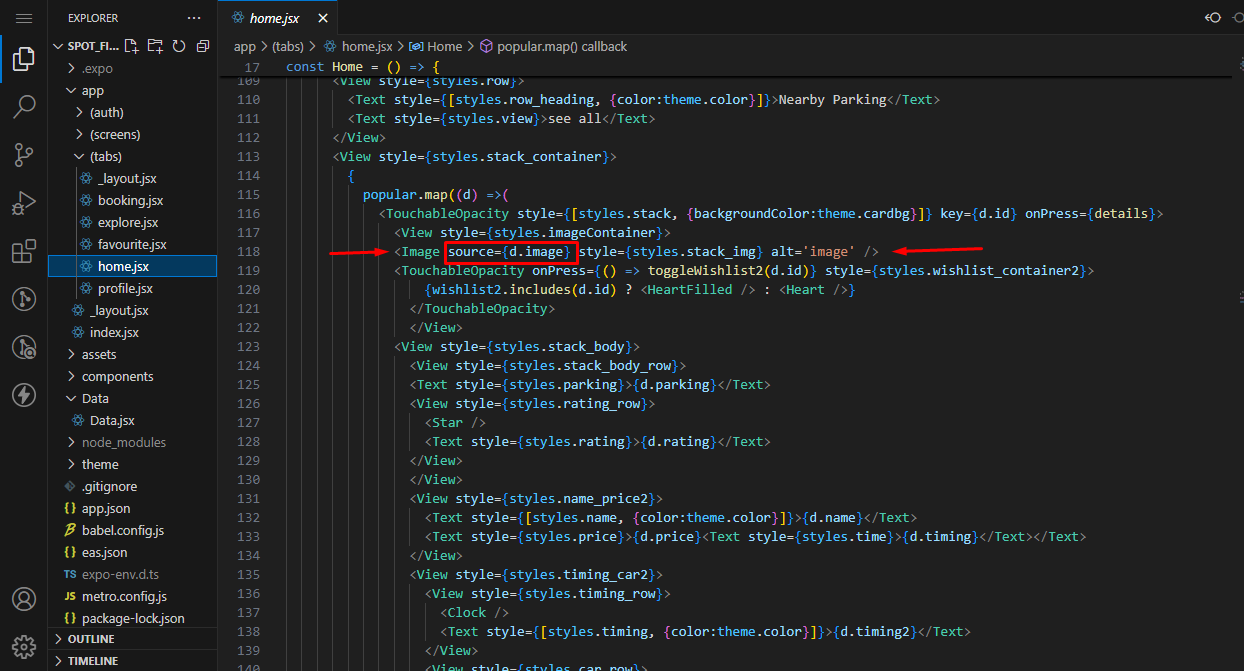 EXPLORER
SPOT_FI...
.expo
app
(auth)
(screens)
(tabs)
_layout.jsx
booking.jsx
explore.jsx
favourite.jsx
home.jsx
profile.jsx
_layout.jsx
index.jsx
assets
components
Data
Data.jsx
node_modules
theme
.gitignore
{} app.json
babel.config.js
{} eas.json
TS expo-env.d.ts
JS metro.config.js
{} package-lock.json
OUTLINE
TIMELINE
home.jsx
app > (tabs) > home.jsx > Home > popular.map() callback
17 const Home = () => {
109 <View style={styles.row}>
110 <Text style={[styles.row_heading, {color:theme.color}]}>Nearby Parking</Text>
111 <Text style={styles.view}>see all</Text>
112 </View>
113 <View style={styles.stack_container}>
114 {
115 popular.map((d) =>(
116 <TouchableOpacity style={[styles.stack, {backgroundColor:theme.cardbg}]} key={d.id} onPress={details}>
117 <View style={styles.imageContainer}>
118 <Image source={d.image} style={styles.stack_img} alt='image' />
119 <TouchableOpacity onPress={() => toggleWishlist2(d.id)} style={styles.wishlist_container2}>
120 {wishlist2.includes(d.id) ? <HeartFilled /> : <Heart />}
121 </TouchableOpacity>
122 </View>
123 <View style={styles.stack_body}>
124 <View style={styles.stack_body_row}>
125 <Text style={styles.parking}>{d.parking}</Text>
126 <View style={styles.rating_row}>
127 <Star />
128 <Text style={styles.rating}>{d.rating}</Text>
129 </View>
130 </View>
131 <View style={styles.name_price2}>
132 <Text style={[styles.name, {color:theme.color}]}>{d.name}</Text>
133 <Text style={styles.price}>{d.price}<Text style={styles.time}>{d.timing}</Text></Text>
134 </View>
135 <View style={styles.timing_car2}>
136 <View style={styles.timing_row}>
137 <Clock />
138 <Text style={[styles.timing, {color:theme.color}]}>{d.timing2}</Text>
139 </View>
140 <View style={styles.car_row}>